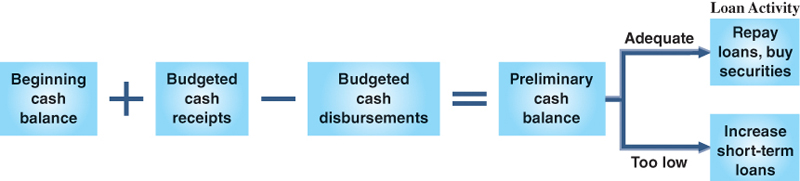 Loan Activity
Beginning
cash
balance
+
Budgeted
cash
receipts
−
Budgeted
cash
disbursements
=
Preliminary
cash
balance
Adequate
Repay
loans, buy
securities
Too low
Increase
short-term
loans